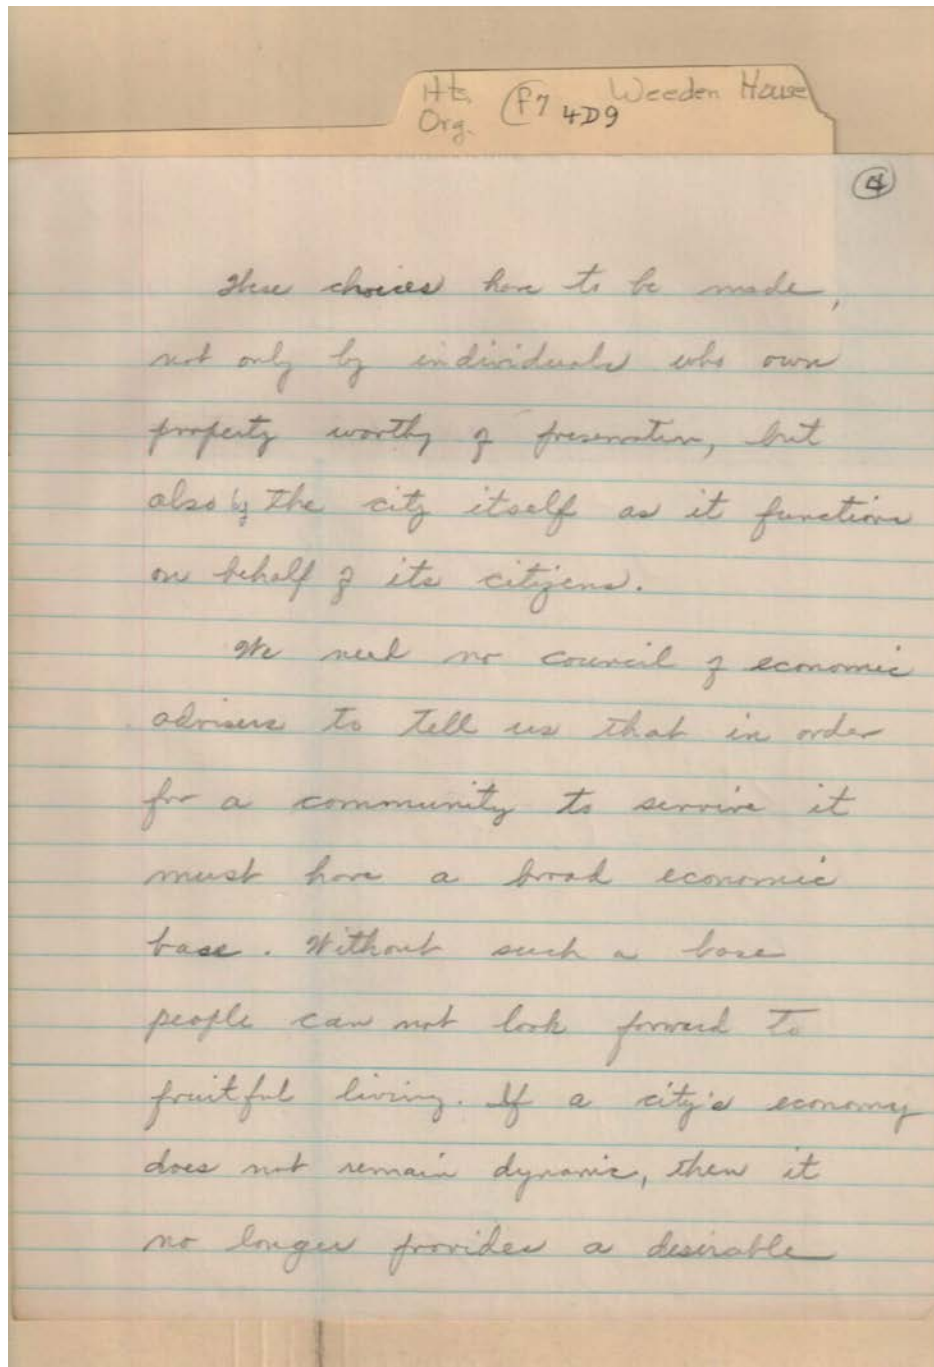 Hts, Org. (F7 4D9 Weeden House
4
These choices have to be made,
not only by individuals who own
property worthy of preservation, but
also by the city itself as it functions
on behalf of its citizens.
We need no council of economic
advisers to tell us that in order
for a community to survive it
must have a broad economic
base. Without such a base
people can not look forward to
fruitful living. If a city's economy
does not remain dynamic, then it
no longer provides a desirable